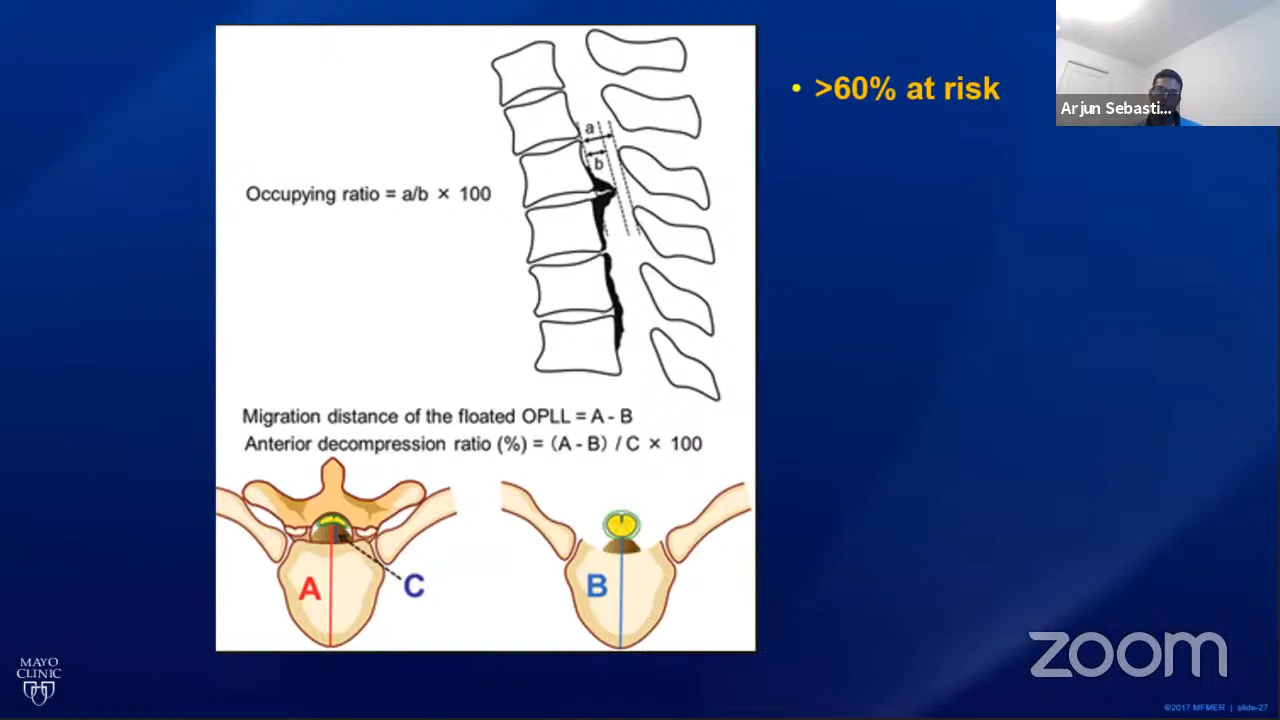 • >60% at risk
Arjun Sebasti...
a
b
Occupying ratio = a/b × 100
Migration distance of the floated OPLL = A - B
Anterior decompression ratio (%) = (A - B) / C × 100
A
C
B
MAYO
CLINIC
zoom
©2017 MFMER | slide-27